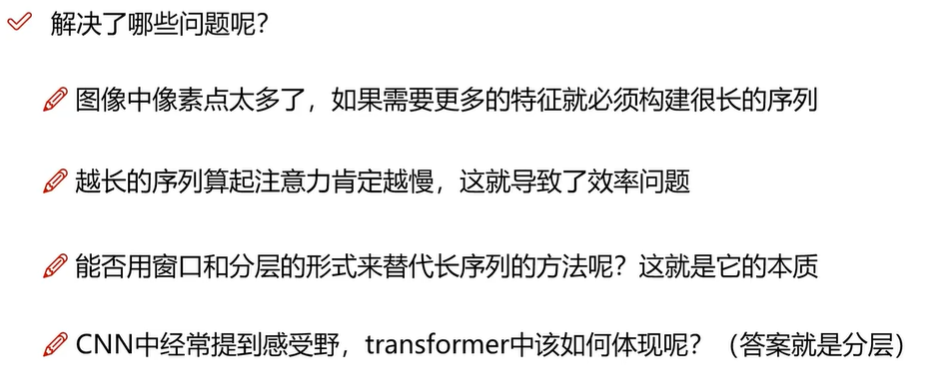 解决了哪些问题呢？
图像中像素点太多了，如果需要更多的特征就必须构建很长的序列
越长的序列算起注意力肯定越慢，这就导致了效率问题
能否用窗口和分层的形式来替代长序列的方法呢？这就是它的本质
CNN中经常提到感受野，transformer中该如何体现呢？（答案就是分层）